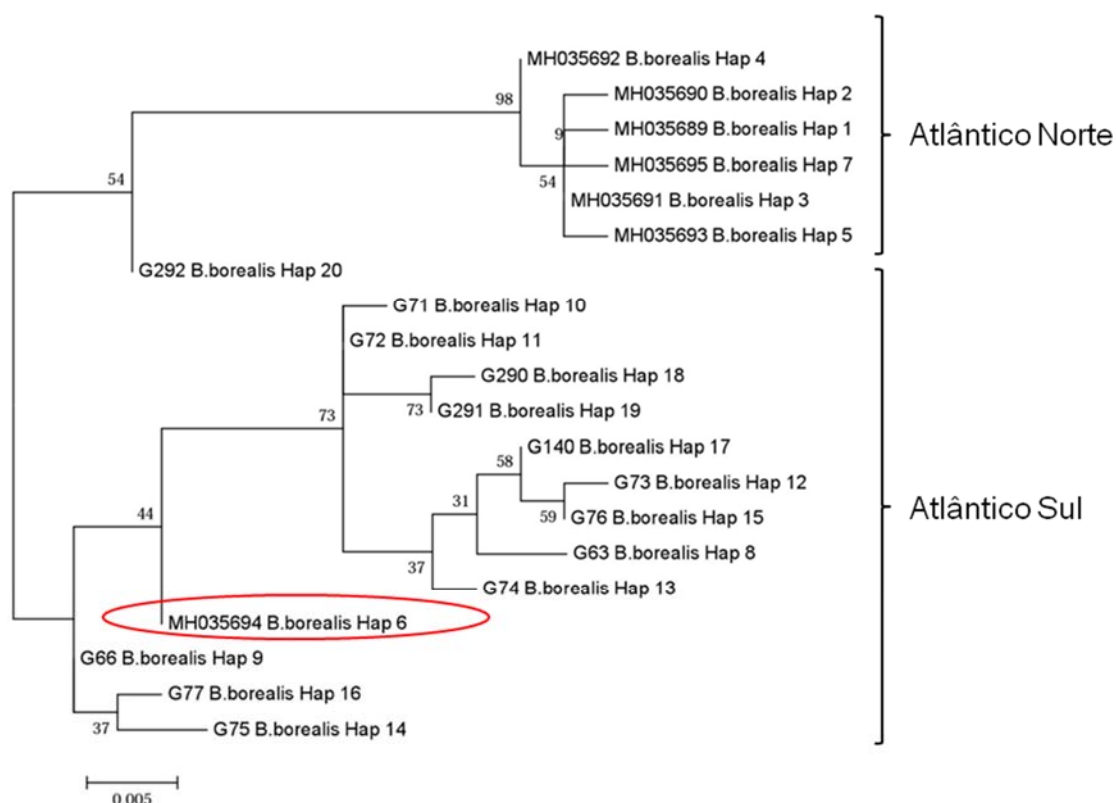 MH035692 B.borealis Hap 4
98
MH035690 B.borealis Hap 2
MH035689 B.borealis Hap 1
9
Atlântico Norte
MH035695 B.borealis Hap 7
54
54
MH035691 B.borealis Hap 3
MH035693 B.borealis Hap 5
G292 B.borealis Hap 20
G71 B.borealis Hap 10
G72 B.borealis Hap 11
G290 B.borealis Hap 18
73
73
G291 B.borealis Hap 19
G140 B.borealis Hap 17
58
G73 B.borealis Hap 12
31
59
G76 B.borealis Hap 15
Atlântico Sul
44
G63 B.borealis Hap 8
37
G74 B.borealis Hap 13
MH035694 B.borealis Hap 6
G66 B.borealis Hap 9
G77 B.borealis Hap 16
37
G75 B.borealis Hap 14
0.005